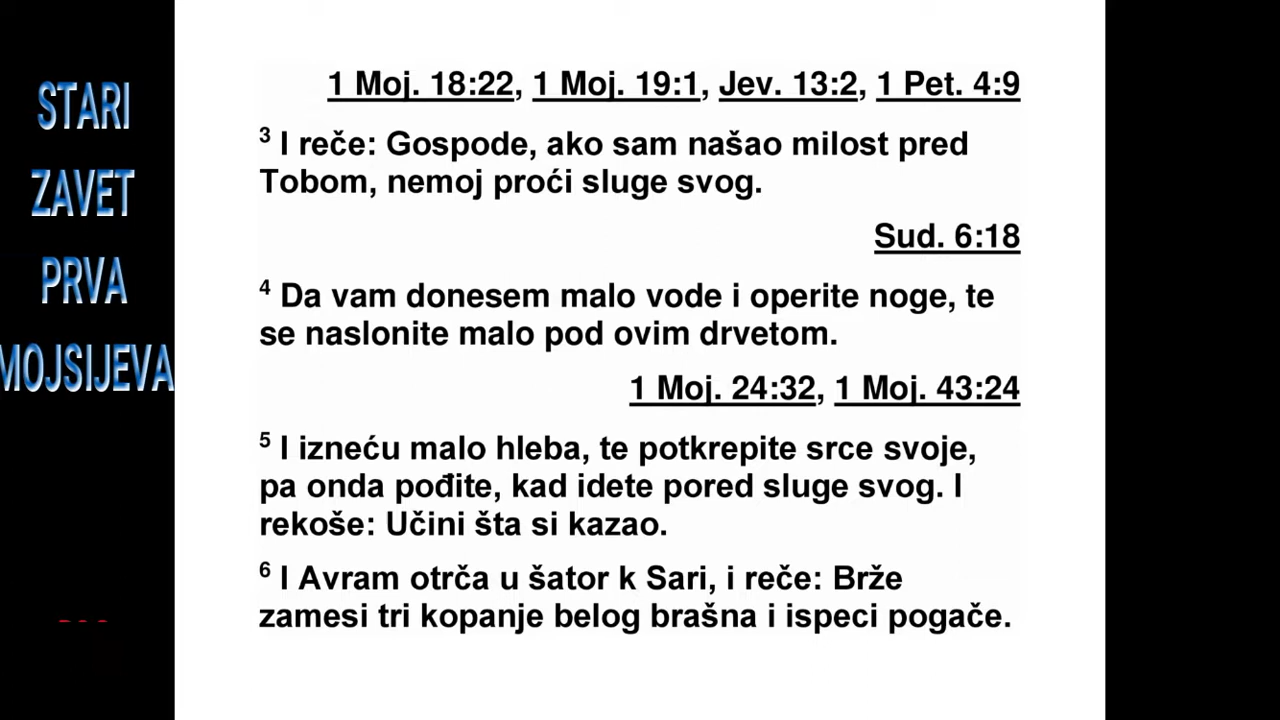 STARI
ZAVET
PRVA
MOJSIJEVA
1 Moj. 18:22, 1 Moj. 19:1, Jev. 13:2, 1 Pet. 4:9
3 I reče: Gospode, ako sam našao milost pred
Tobom, nemoj proći sluge svog.
Sud. 6:18
4 Da vam donesem malo vode i operite noge, te
se naslonite malo pod ovim drvetom.
1 Moj. 24:32, 1 Moj. 43:24
5 I izneću malo hleba, te potkrepite srce svoje,
pa onda pođite, kad idete pored sluge svog. I
rekoše: Učini šta si kazao.
6 I Avram otrča u šator k Sari, i reče: Brže
zamesi tri kopanje belog brašna i ispeci pogače.